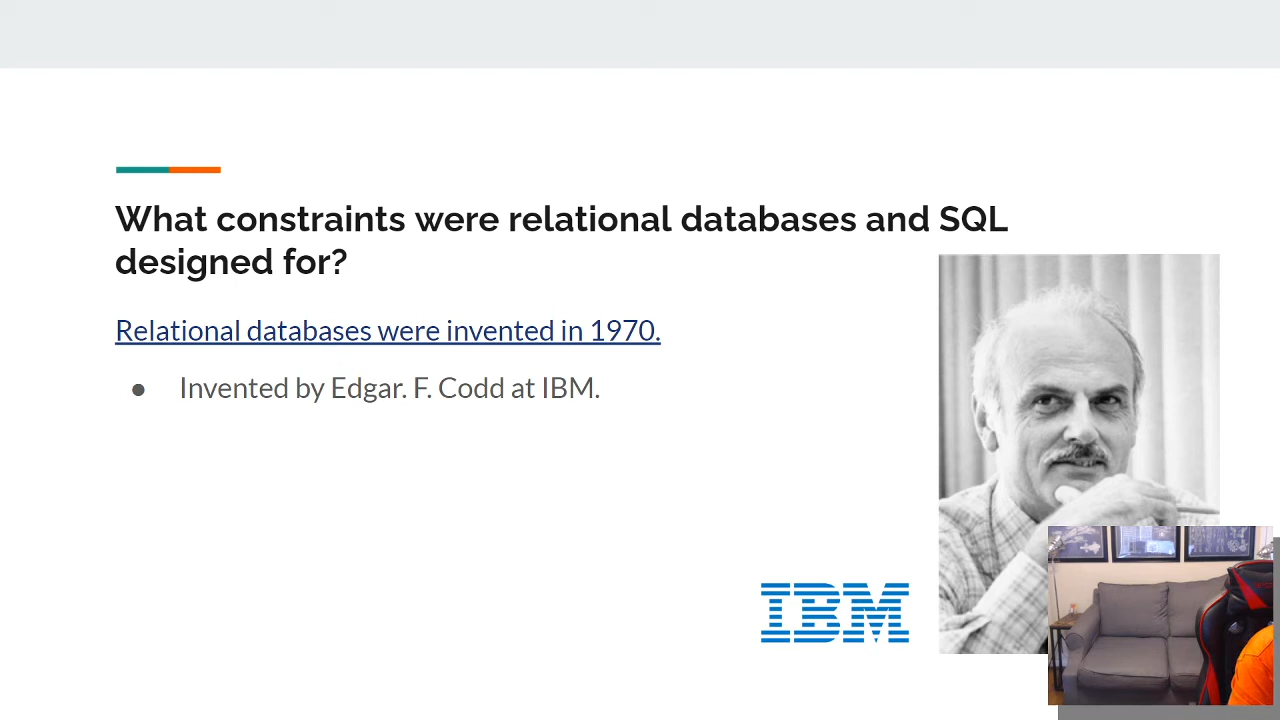 What constraints were relational databases and SQL
designed for?
Relational databases were invented in 1970.
● Invented by Edgar. F. Codd at IBM.
IBM